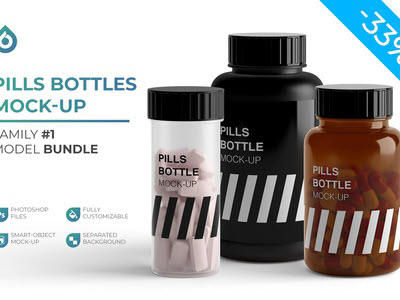 -33%
PILLS BOTTLES
MOCK-UP
FAMILY #1
MODEL BUNDLE
PHOTOSHOP
FILES
FULLY
CUSTOMIZABLE
SMART-OBJECT
MOCK-UP
SEPARATED
BACKGROUND
PILLS
BOTTLE
MOCK-UP
PILLS
BOTTLE
MOCK-UP
PILLS
BOTTLE
MOCK-UP